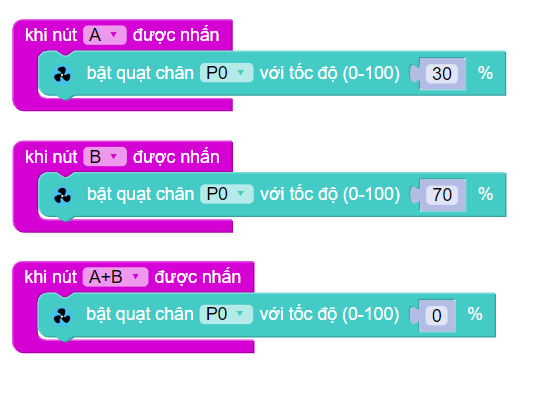 khi nút A được nhấn
bật quạt chân P0 với tốc độ (0-100) 30 %
khi nút B được nhấn
bật quạt chân P0 với tốc độ (0-100) 70 %
khi nút A+B được nhấn
bật quạt chân P0 với tốc độ (0-100) 0 %